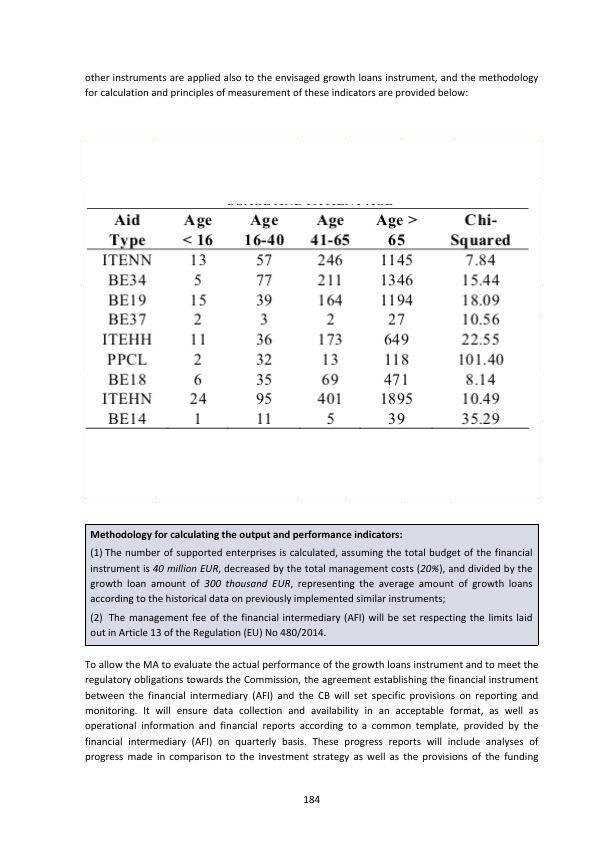 other instruments are applied also to the envisaged growth loans instrument, and the methodology
for calculation and principles of measurement of these indicators are provided below:
Aid Type Age < 16 Age 16-40 Age 41-65 Age > 65 Chi-Squared
ITENN 13 57 246 1145 7.84
BE34 5 77 211 1346 15.44
BE19 15 39 164 1194 18.09
BE37 2 3 2 27 10.56
ITEHH 11 36 173 649 22.55
PPCL 2 32 13 118 101.40
BE18 6 35 69 471 8.14
ITEHN 24 95 401 1895 10.49
BE14 1 11 5 39 35.29
Methodology for calculating the output and performance indicators:
(1) The number of supported enterprises is calculated, assuming the total budget of the financial
instrument is 40 million EUR, decreased by the total management costs (20%), and divided by the
growth loan amount of 300 thousand EUR, representing the average amount of growth loans
according to the historical data on previously implemented similar instruments;
(2) The management fee of the financial intermediary (AFI) will be set respecting the limits laid
out in Article 13 of the Regulation (EU) No 480/2014.
To allow the MA to evaluate the actual performance of the growth loans instrument and to meet the
regulatory obligations towards the Commission, the agreement establishing the financial instrument
between the financial intermediary (AFI) and the CB will set specific provisions on reporting and
monitoring. It will ensure data collection and availability in an acceptable format, as well as
operational information and financial reports according to a common template, provided by the
financial intermediary (AFI) on quarterly basis. These progress reports will include analyses of
progress made in comparison to the investment strategy as well as the provisions of the funding
184